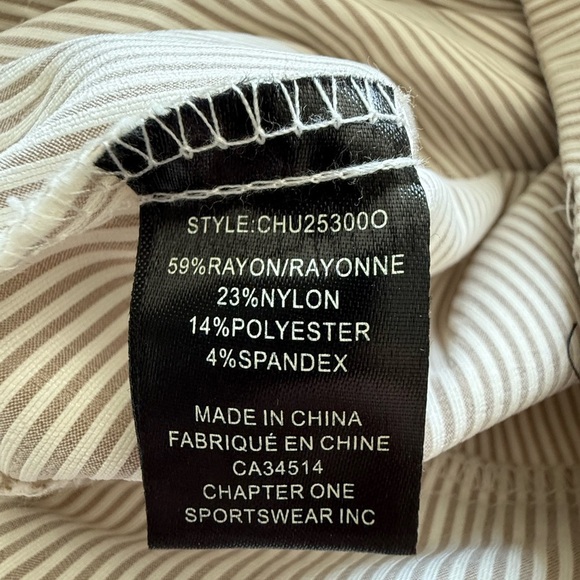 STYLE:CHU25300O
59%RAYON/RAYONNE
23%NYLON
14%POLYESTER
4%SPANDEX
MADE IN CHINA
FABRIQUÉ EN CHINE
CA34514
CHAPTER ONE
SPORTSWEAR INC